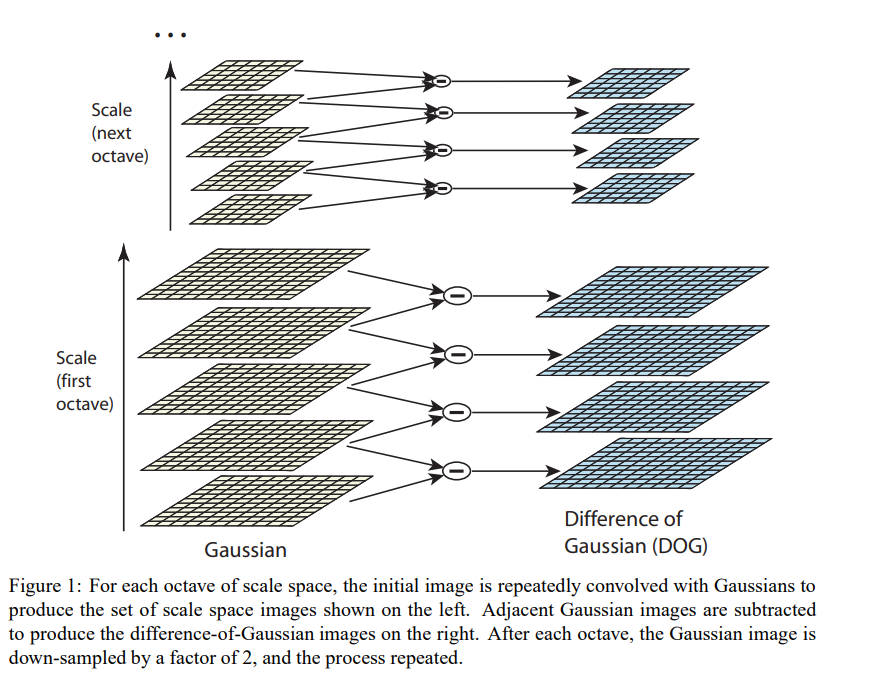 ...
Scale
(next
octave)
Scale
(first
octave)
Gaussian
Difference of
Gaussian (DOG)
Figure 1: For each octave of scale space, the initial image is repeatedly convolved with Gaussians to
produce the set of scale space images shown on the left. Adjacent Gaussian images are subtracted
to produce the difference-of-Gaussian images on the right. After each octave, the Gaussian image is
down-sampled by a factor of 2, and the process repeated.